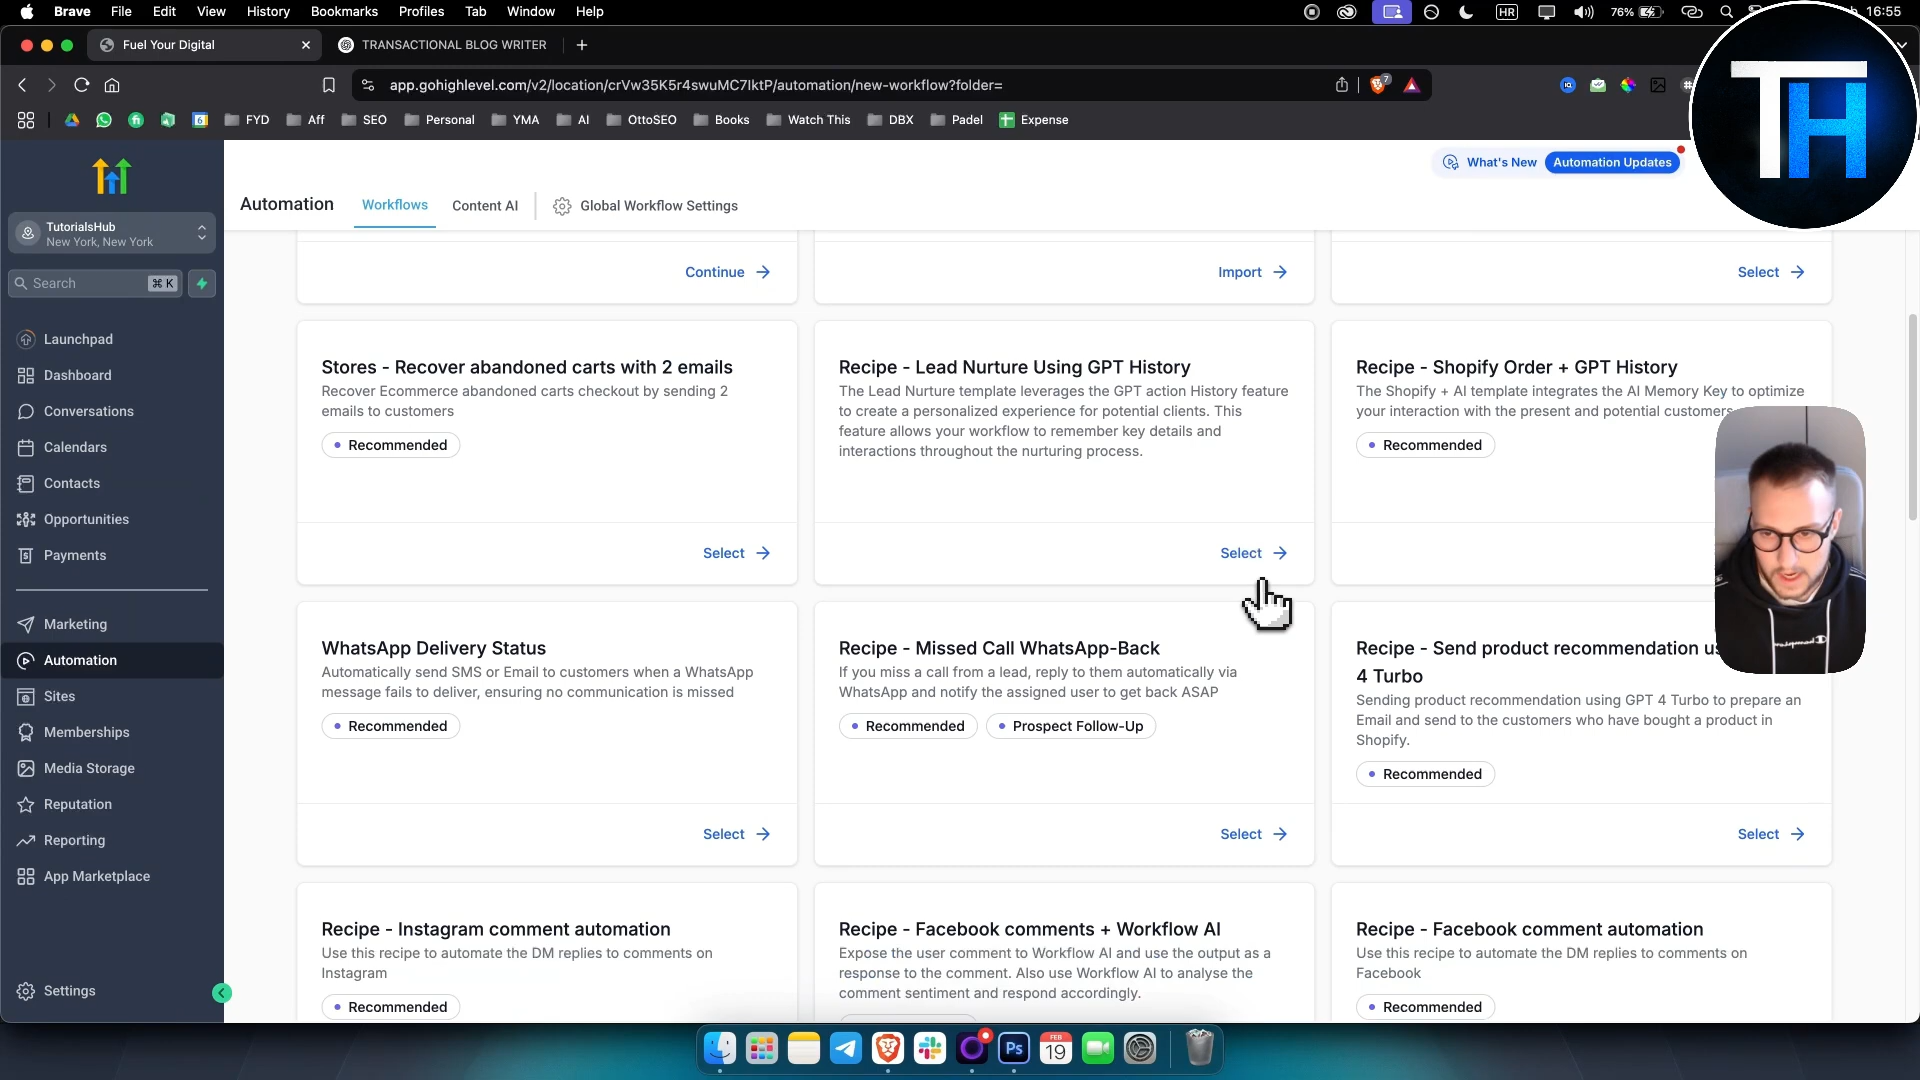 Brave File Edit View History Bookmarks Profiles Tab Window Help HR 76% 16:55
Fuel Your Digital TRANSACTIONAL BLOG WRITER
app.gohighlevel.com/v2/location/crVw35K5r4swuMC7IktP/automation/new-workflow?folder= 7
6 FYD Aff SEO Personal YMA AI OttoSEO Books Watch This DBX Padel Expense
TH
What's New Automation Updates
Automation Workflows Content AI Global Workflow Settings
TutorialsHub
New York, New York
Search ⌘ K
Launchpad
Dashboard
Conversations
Calendars
Contacts
Opportunities
Payments
Marketing
Automation
Sites
Memberships
Media Storage
Reputation
Reporting
App Marketplace
Settings
Continue →
Import →
Select →
Stores - Recover abandoned carts with 2 emails
Recover Ecommerce abandoned carts checkout by sending 2
emails to customers
Recommended
Select →
Recipe - Lead Nurture Using GPT History
The Lead Nurture template leverages the GPT action History feature
to create a personalized experience for potential clients. This
feature allows your workflow to remember key details and
interactions throughout the nurturing process.
Select →
Recipe - Shopify Order + GPT History
The Shopify + AI template integrates the AI Memory Key to optimize
your interaction with the present and potential customers
Recommended
WhatsApp Delivery Status
Automatically send SMS or Email to customers when a WhatsApp
message fails to deliver, ensuring no communication is missed
Recommended
Select →
Recipe - Missed Call WhatsApp-Back
If you miss a call from a lead, reply to them automatically via
WhatsApp and notify the assigned user to get back ASAP
Recommended Prospect Follow-Up
Select →
Recipe - Send product recommendation
4 Turbo
Sending product recommendation using GPT 4 Turbo to prepare an
Email and send to the customers who have bought a product in
Shopify.
Recommended
Select →
Recipe - Instagram comment automation
Use this recipe to automate the DM replies to comments on
Instagram
Recommended
Recipe - Facebook comments + Workflow AI
Expose the user comment to Workflow AI and use the output as a
response to the comment. Also use Workflow AI to analyse the
comment sentiment and respond accordingly.
Recipe - Facebook comment automation
Use this recipe to automate the DM replies to comments on
Facebook
Recommended
Ps FEB 19